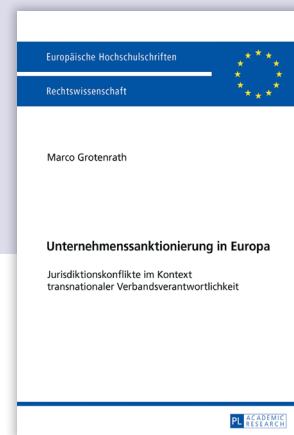 Europäische Hochschulschriften
Rechtswissenschaft
Marco Grotenrath
Unternehmenssanktionierung in Europa
Jurisdiktionskonflikte im Kontext
transnationaler Verbandsverantwortlichkeit
PL ACADEMIC
RESEARCH